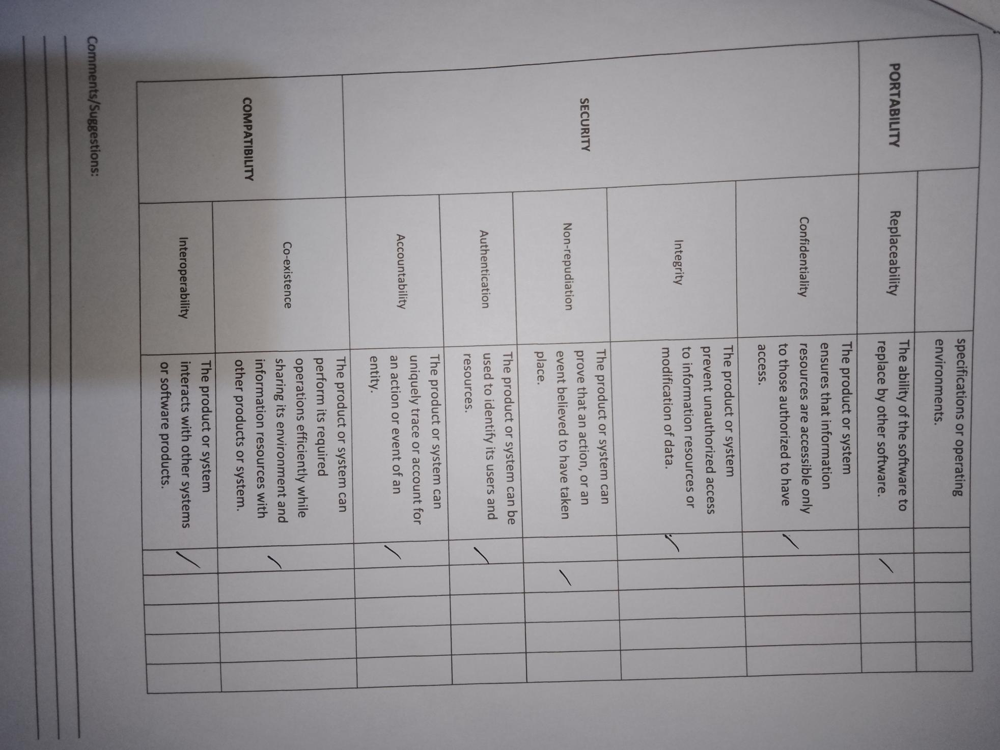 specifications or operating
environments.
PORTABILITY
Replaceability
The ability of the software to
replace by other software.
SECURITY
Confidentiality
The product or system
ensures that information
resources are accessible only
to those authorized to have
access.
Integrity
The product or system
prevent unauthorized access
to information resources or
modification of data.
Non-repudiation
The product or system can
prove that an action, or an
event believed to have taken
place.
Authentication
The product or system can be
used to identify its users and
resources.
Accountability
The product or system can
uniquely trace or account for
an action or event of an
entity.
COMPATIBILITY
Co-existence
The product or system can
perform its required
operations efficiently while
sharing its environment and
information resources with
other products or system.
Interoperability
The product or system
interacts with other systems
or software products.
Comments/Suggestions: